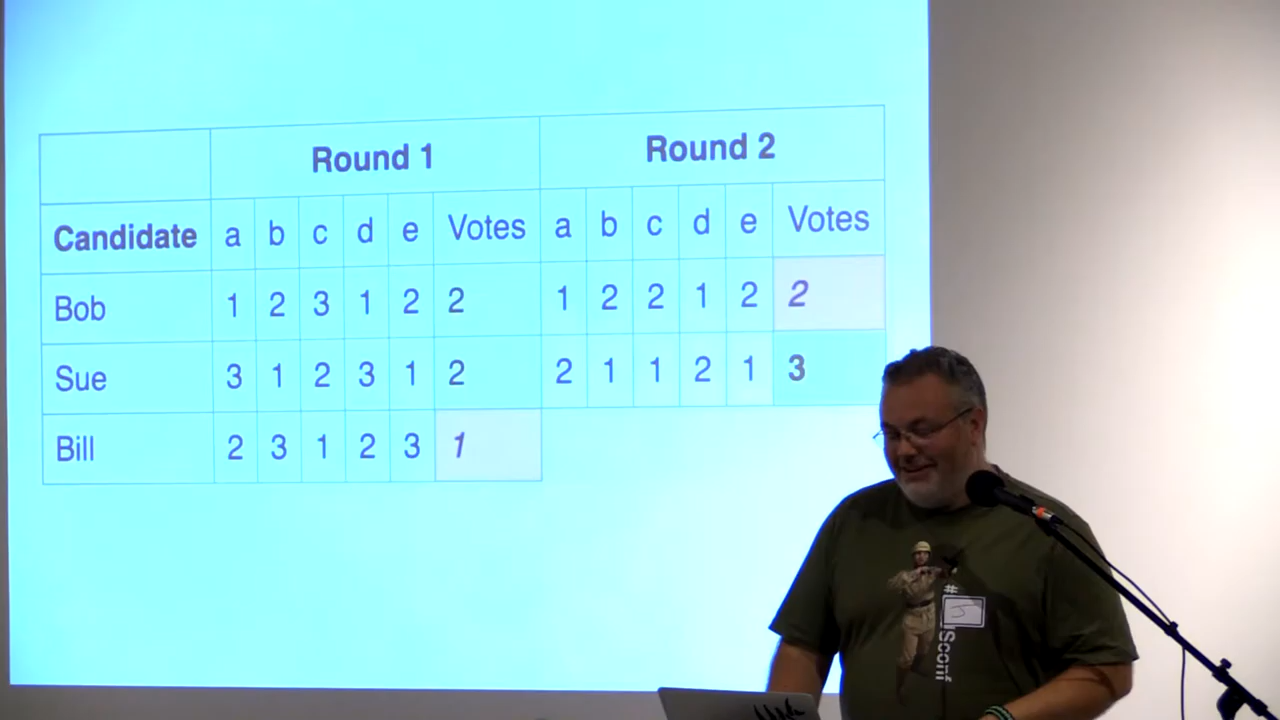 Round 1 Round 2
Candidate a b c d e Votes a b c d e Votes
Bob 1 2 3 1 2 2 1 2 2 1 2 2
Sue 3 1 2 3 1 2 2 1 1 2 1 3
Bill 2 3 1 2 3 1